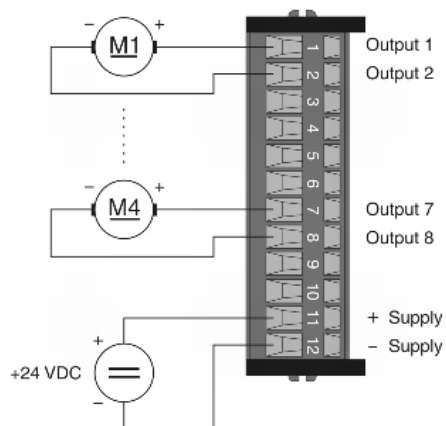 − M1 + 1 Output 1
2 Output 2
3
4
5
6
− M4 + 7 Output 7
8 Output 8
9
10
11 + Supply
+
+24 VDC 12 − Supply
−